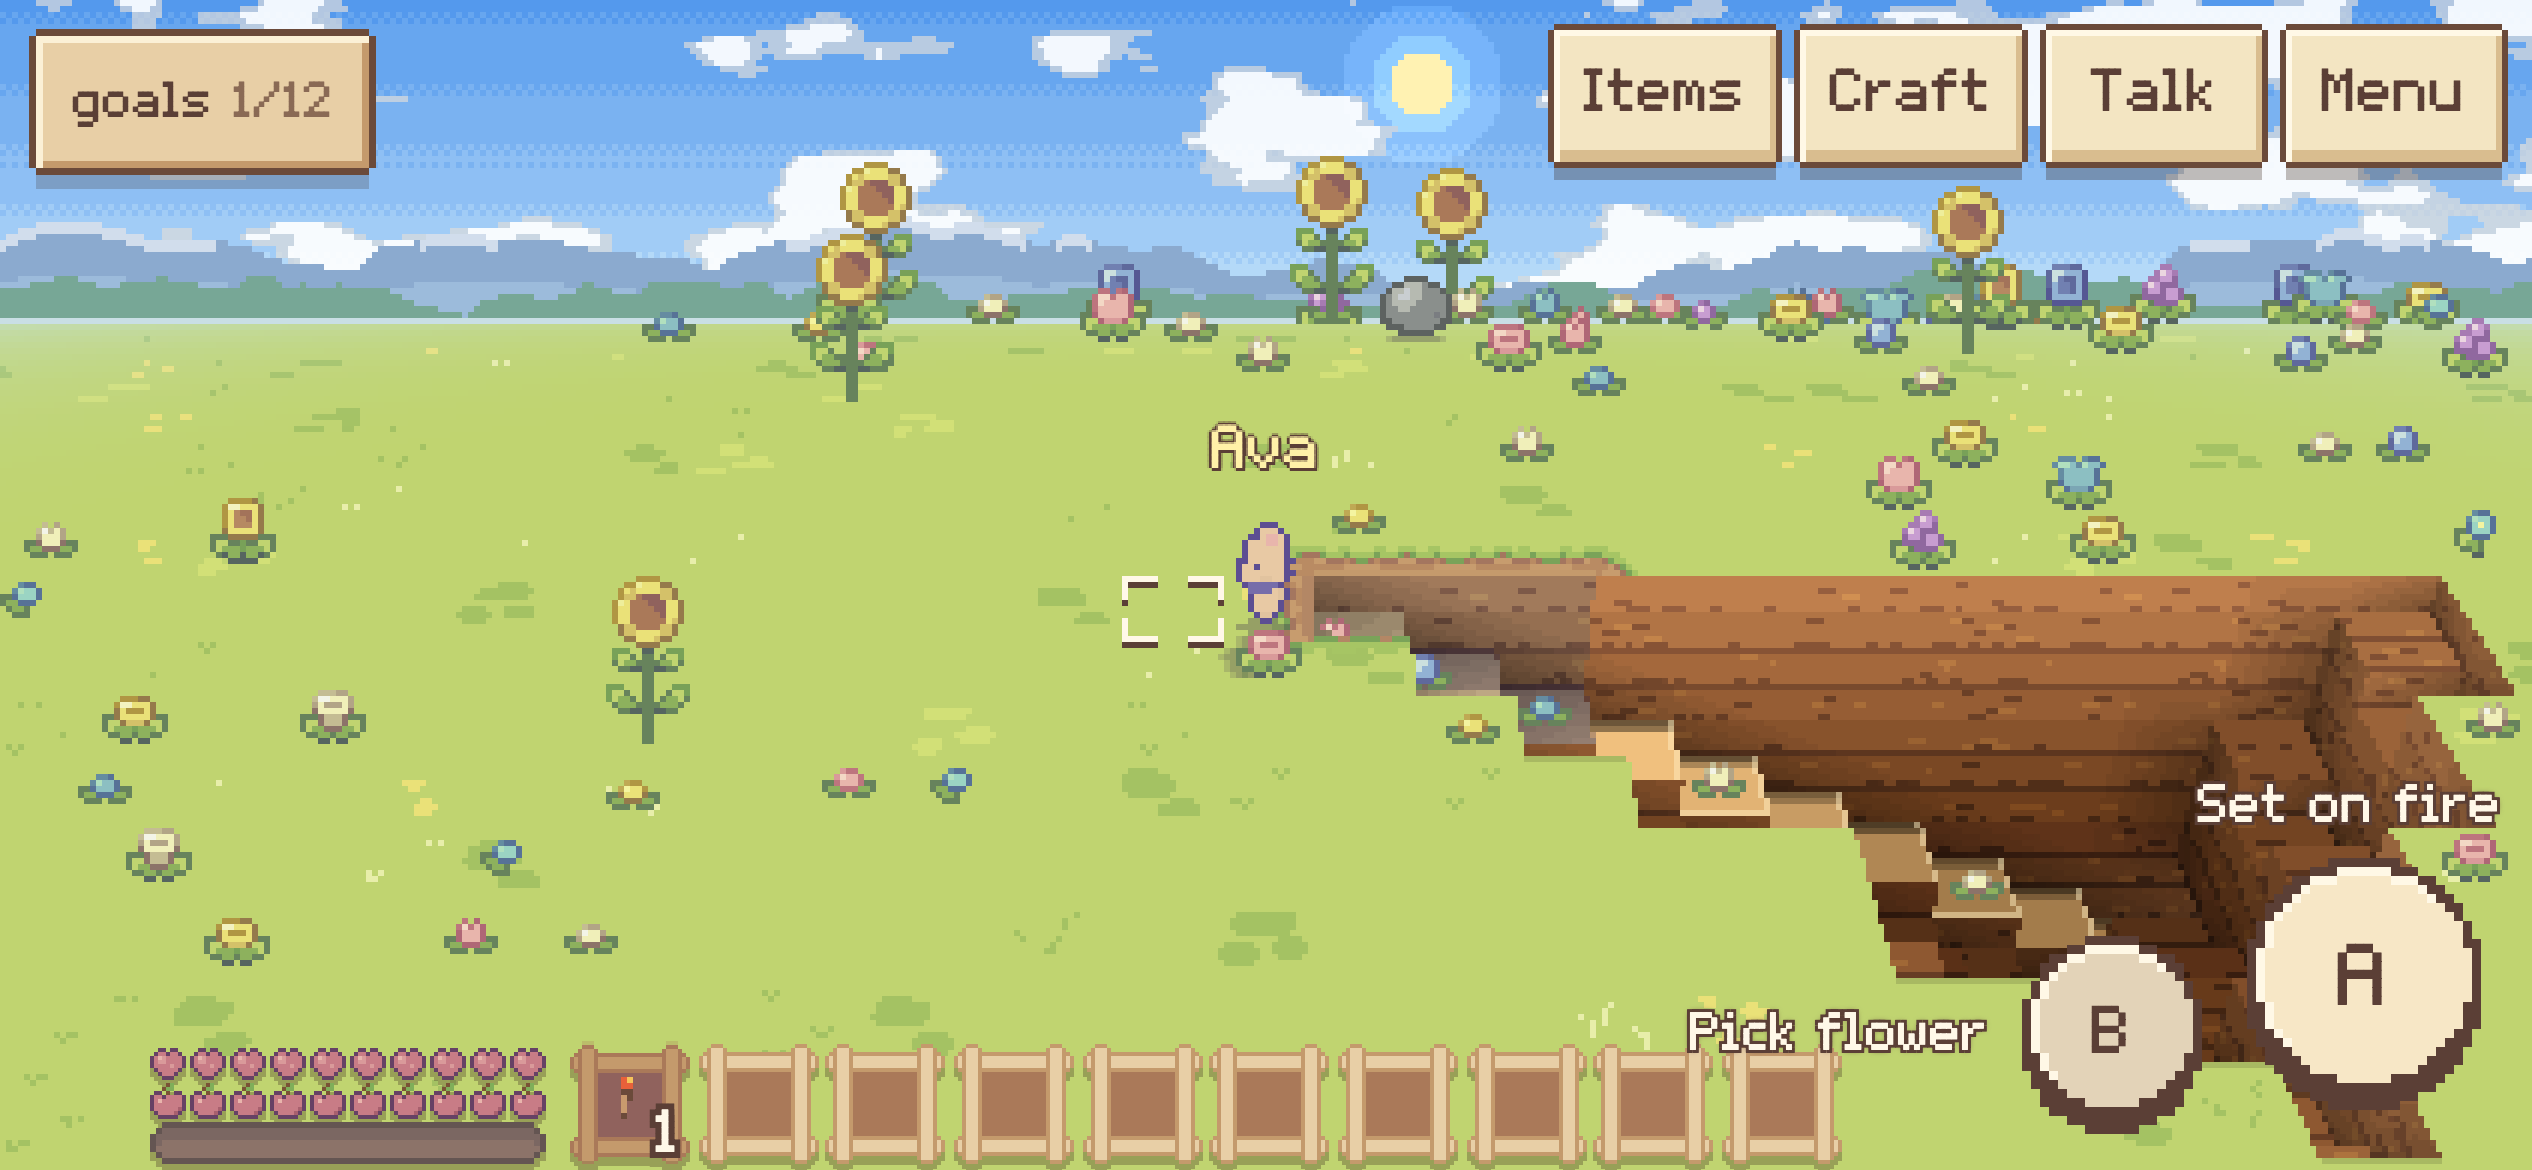 goals 1/12
Items
Craft
Talk
Menu
Ava
Set on fire
A
Pick flower
B
1